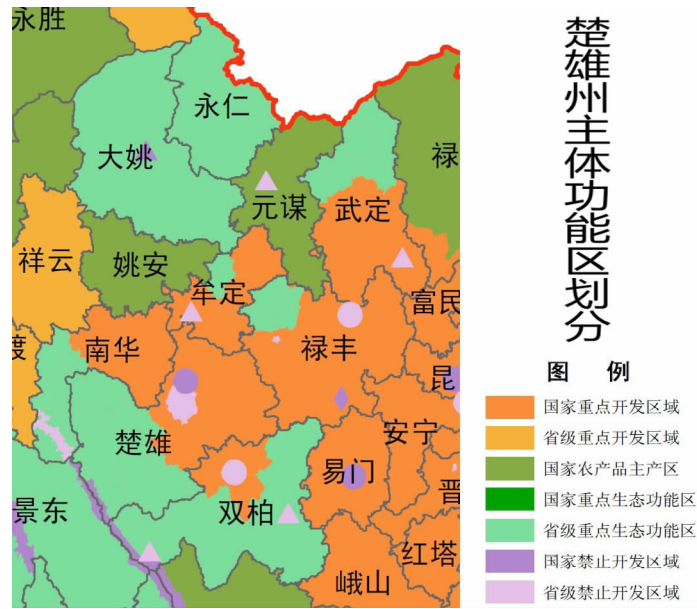 楚雄州主体功能区划分
永胜
永仁
大姚
禄
元谋
武定
祥云
姚安
牟定
富民
渡
南华
禄丰
昆
安宁
楚雄
易门
晋
景东
双柏
红塔
峨山
图 例
国家重点开发区域
省级重点开发区域
国家农产品主产区
国家重点生态功能区
省级重点生态功能区
国家禁止开发区域
省级禁止开发区域